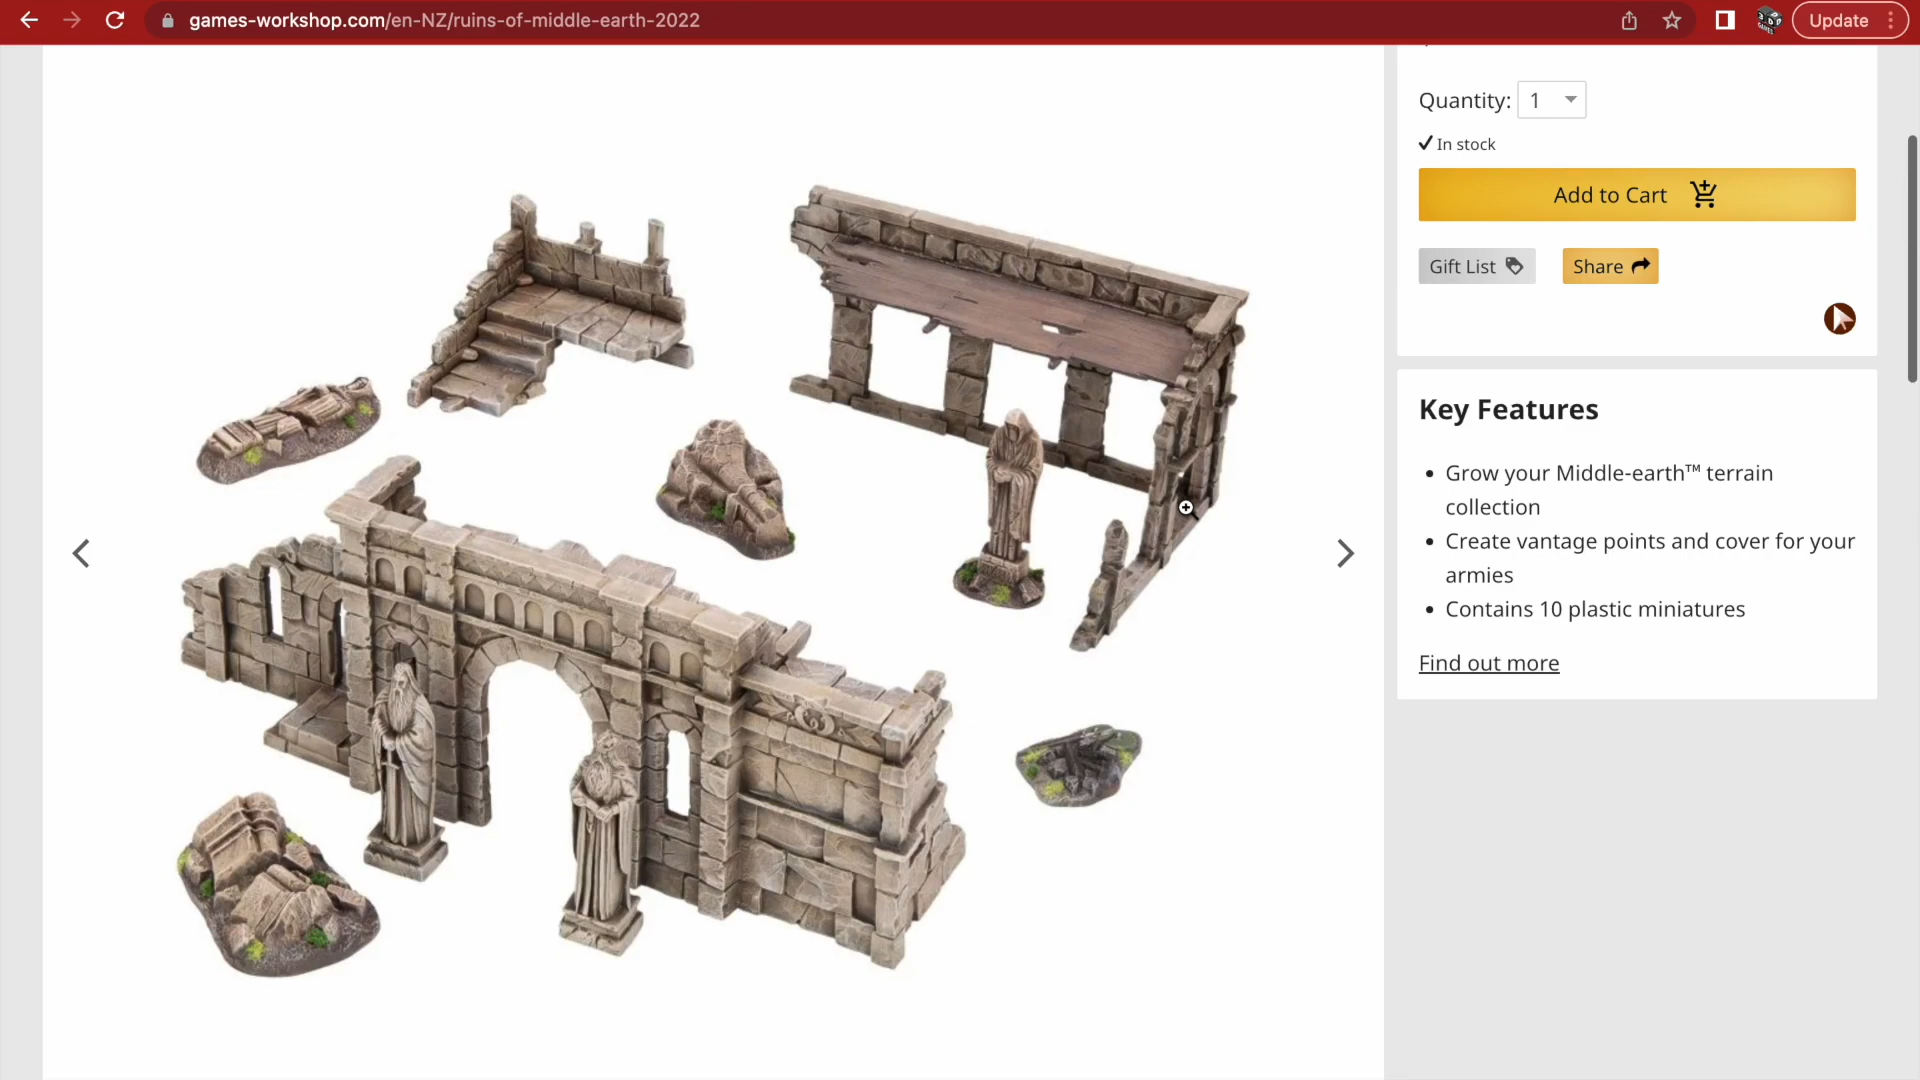 games-workshop.com/en-NZ/ruins-of-middle-earth-2022
Update
Quantity: 1
In stock
Add to Cart
Gift List
Share
Key Features
Grow your Middle-earth™ terrain
collection
Create vantage points and cover for your
armies
Contains 10 plastic miniatures
Find out more